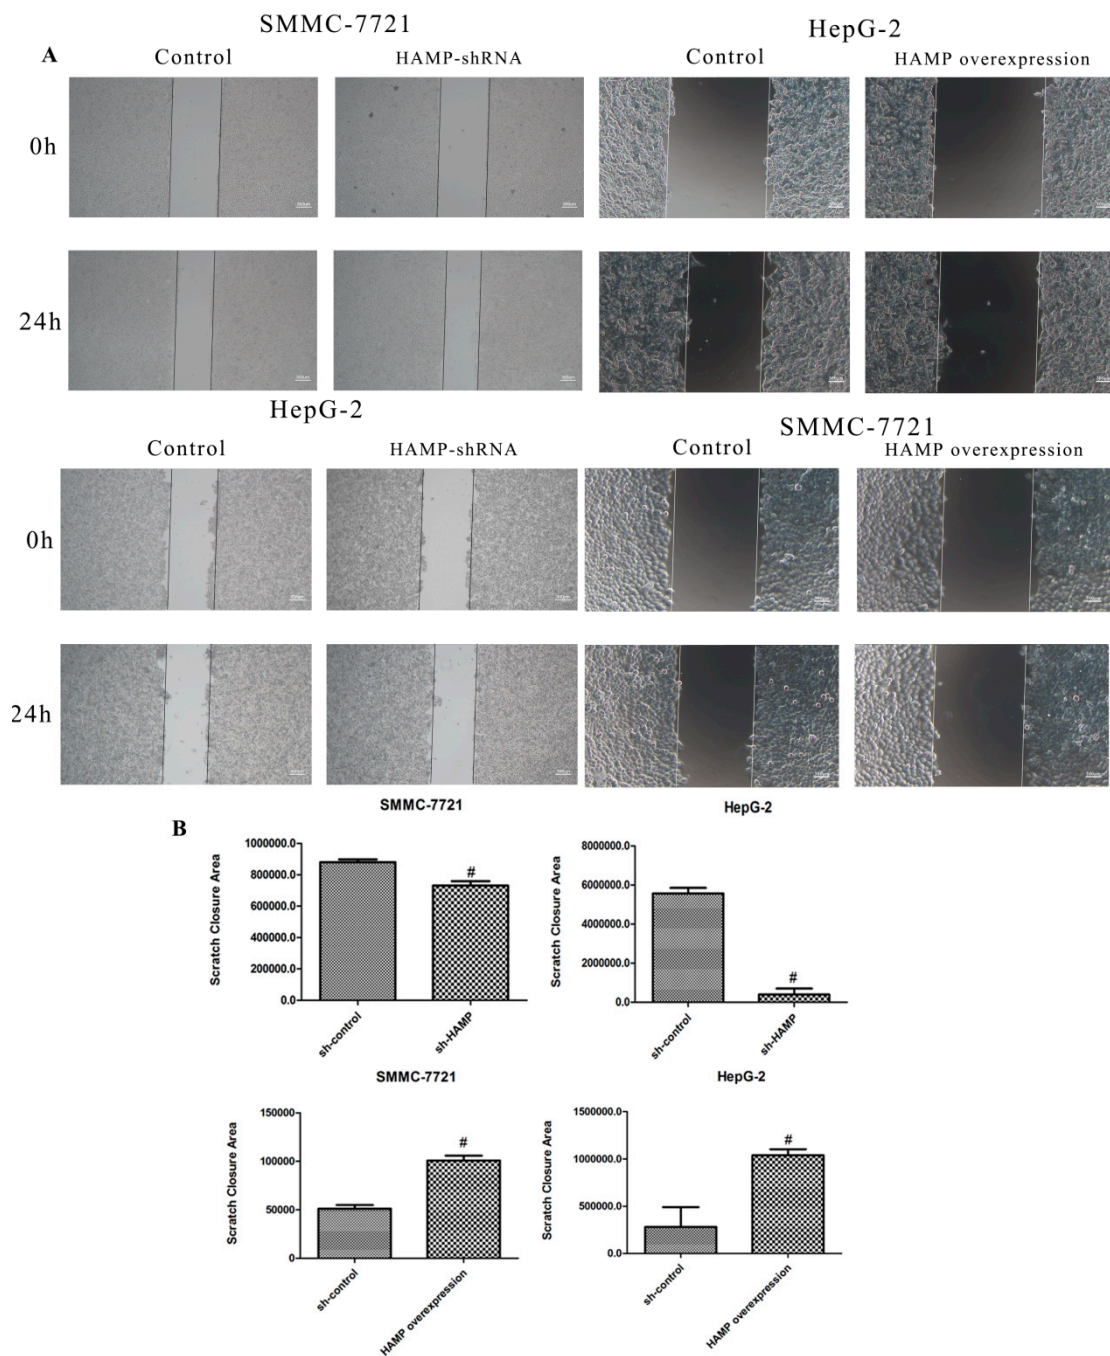 SMMC-7721
HepG-2
A
Control
HAMP-shRNA
Control
HAMP overexpression
0h
24h
HepG-2
SMMC-7721
Control
HAMP-shRNA
Control
HAMP overexpression
0h
24h
B
SMMC-7721
Scratch Closure Area
1000000.0
800000.0
600000.0
400000.0
200000.0
0.0
#
sh-control
sh-HAMP
HepG-2
Scratch Closure Area
8000000.0
6000000.0
4000000.0
2000000.0
0.0
#
sh-control
sh-HAMP
SMMC-7721
Scratch Closure Area
150000
100000
50000
0
#
sh-control
HAMP overexpression
HepG-2
Scratch Closure Area
1500000.0
1000000.0
500000.0
0.0
#
sh-control
HAMP overexpression